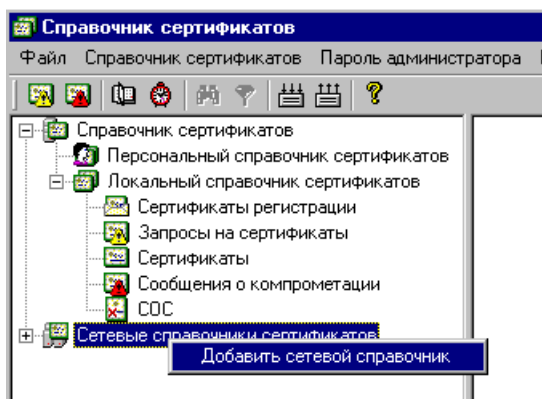 Справочник сертификатов
Файл Справочник сертификатов Пароль администратора
Справочник сертификатов
Персональный справочник сертификатов
Локальный справочник сертификатов
Сертификаты регистрации
Запросы на сертификаты
Сертификаты
Сообщения о компрометации
СОС
Сетевые справочники сертификатов
Добавить сетевой справочник